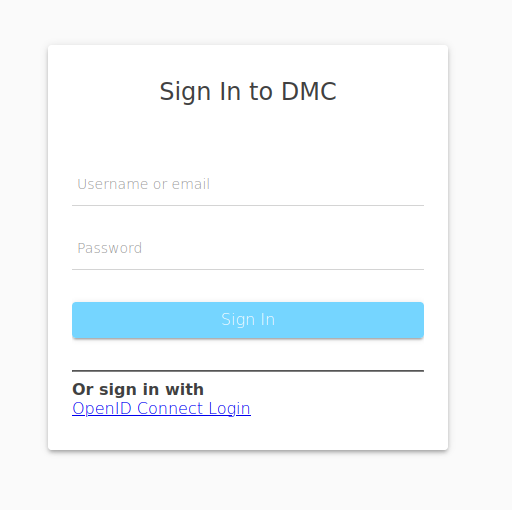 Sign In to DMC
Username or email
Password
Sign In
Or sign in with
OpenID Connect Login